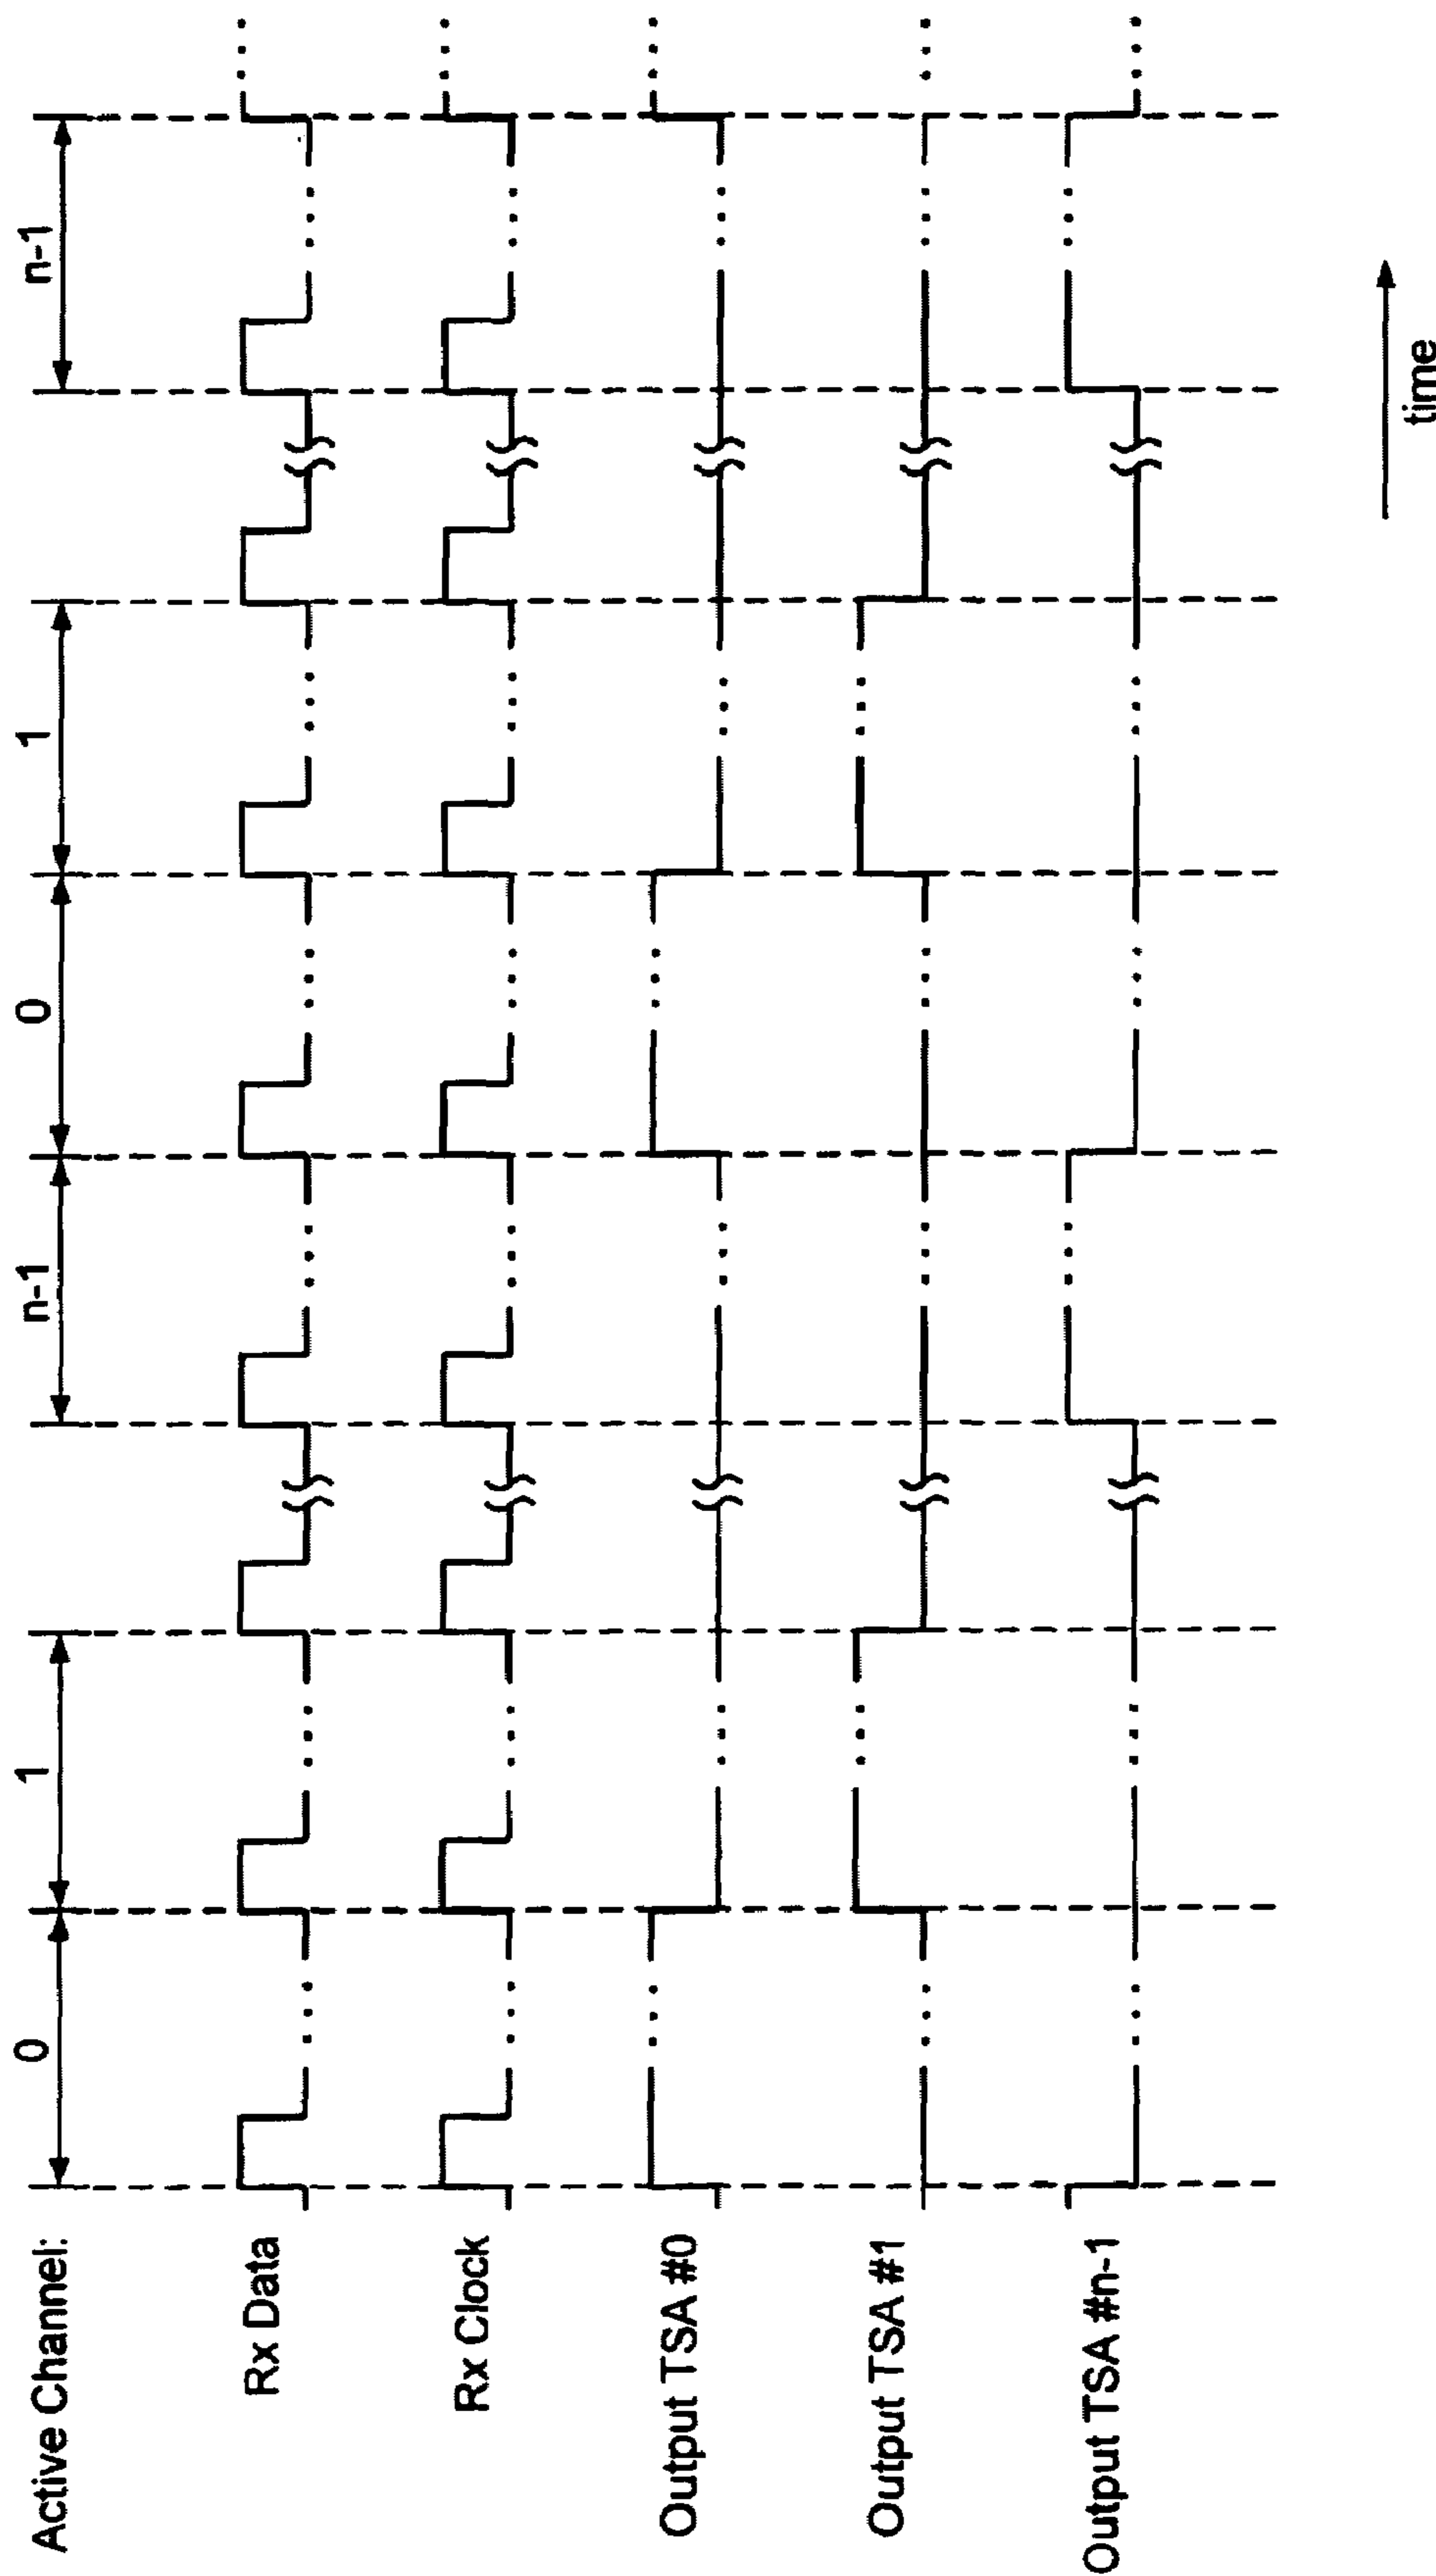 Active Channel:
0
1
n-1
0
1
n-1
Rx Data
Rx Clock
Output TSA #0
Output TSA #1
Output TSA #n-1
time